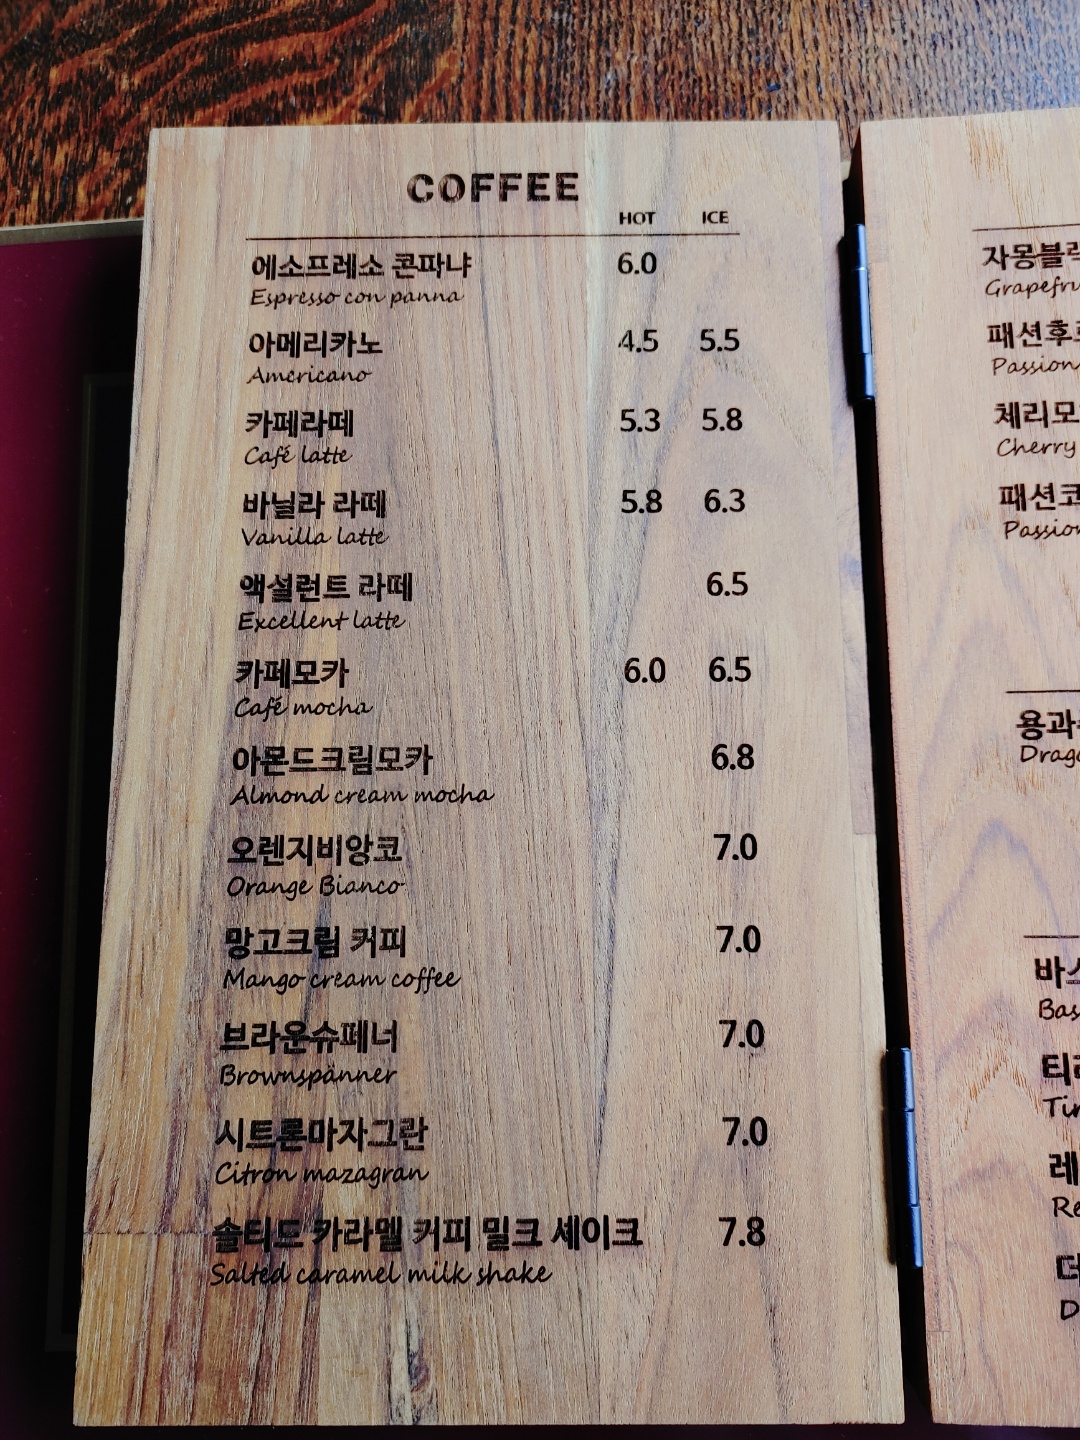 COFFEE
HOT ICE
에소프레소 콘파냐 6.0
Espresso con panna
아메리카노 4.5 5.5
Americano
카페라떼 5.3 5.8
Café latte
바닐라 라떼 5.8 6.3
Vanilla latte
액설런트 라떼 6.5
Excellent latte
카페모카 6.0 6.5
Café mocha
아몬드크림모카 6.8
Almond cream mocha
오렌지비앙코 7.0
Orange Bianco
망고크림 커피 7.0
Mango cream coffee
브라운슈페너 7.0
Brownspänner
시트론마자그란 7.0
Citron mazagran
솔티드 카라멜 커피 밀크 셰이크 7.8
Salted caramel milk shake
Cherry